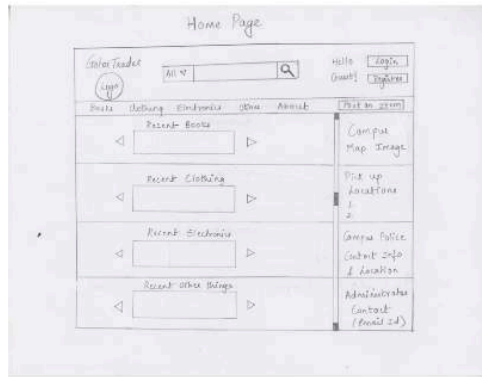 Home Page
GatorTrader
Logo
All
Hello Login
Guest! Register
Books Clothing Electronics Other About Post an Item
Recent Books
Recent Clothing
Recent Electronics
Recent other things
Campus
Map Image
Pick up
Locations
1.
2.
Campus Police
Contact Info
& Location
Administrator
Contact
(Email Id)